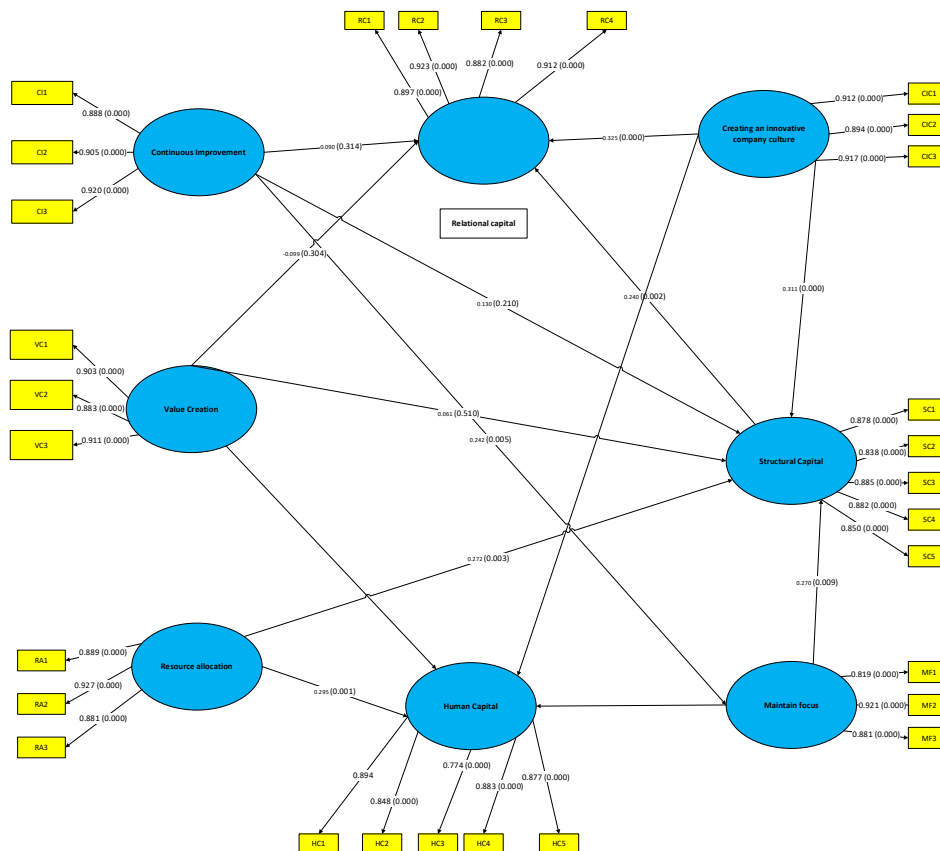 RC1
RC2
RC3
RC4
0.897 (0.000)
0.923 (0.000)
0.882 (0.000)
0.912 (0.000)
CI1
CI2
CI3
0.888 (0.000)
0.905 (0.000)
0.920 (0.000)
Continuous Improvement
0.090 (0.314)
Relational capital
0.325 (0.000)
Creating an innovative company culture
0.912 (0.000)
0.894 (0.000)
0.917 (0.000)
CIC1
CIC2
CIC3
-0.099 (0.304)
0.130 (0.210)
0.240 (0.002)
0.311 (0.000)
VC1
VC2
VC3
0.903 (0.000)
0.883 (0.000)
0.911 (0.000)
Value Creation
0.061 (0.510)
0.242 (0.005)
Structural Capital
0.878 (0.000)
0.838 (0.000)
0.885 (0.000)
0.882 (0.000)
0.850 (0.000)
SC1
SC2
SC3
SC4
SC5
0.272 (0.003)
0.270 (0.009)
RA1
RA2
RA3
0.889 (0.000)
0.927 (0.000)
0.881 (0.000)
Resource allocation
0.295 (0.001)
Human Capital
Maintain focus
0.819 (0.000)
0.921 (0.000)
0.881 (0.000)
MF1
MF2
MF3
0.894
0.848 (0.000)
0.774 (0.000)
0.883 (0.000)
0.877 (0.000)
HC1
HC2
HC3
HC4
HC5